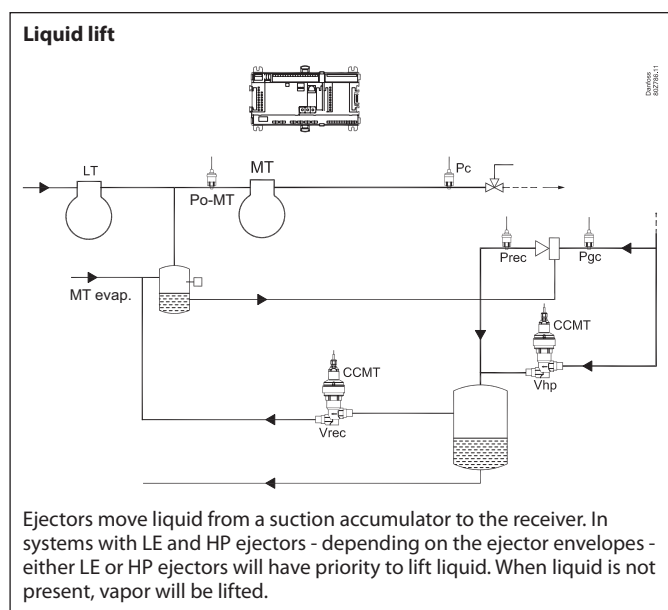 Liquid lift
Danfoss
80Z788.11
LT
Po-MT
MT
Pc
Prec
Pgc
MT evap.
CCMT
Vhp
CCMT
Vrec
Ejectors move liquid from a suction accumulator to the receiver. In
systems with LE and HP ejectors - depending on the ejector envelopes -
either LE or HP ejectors will have priority to lift liquid. When liquid is not
present, vapor will be lifted.